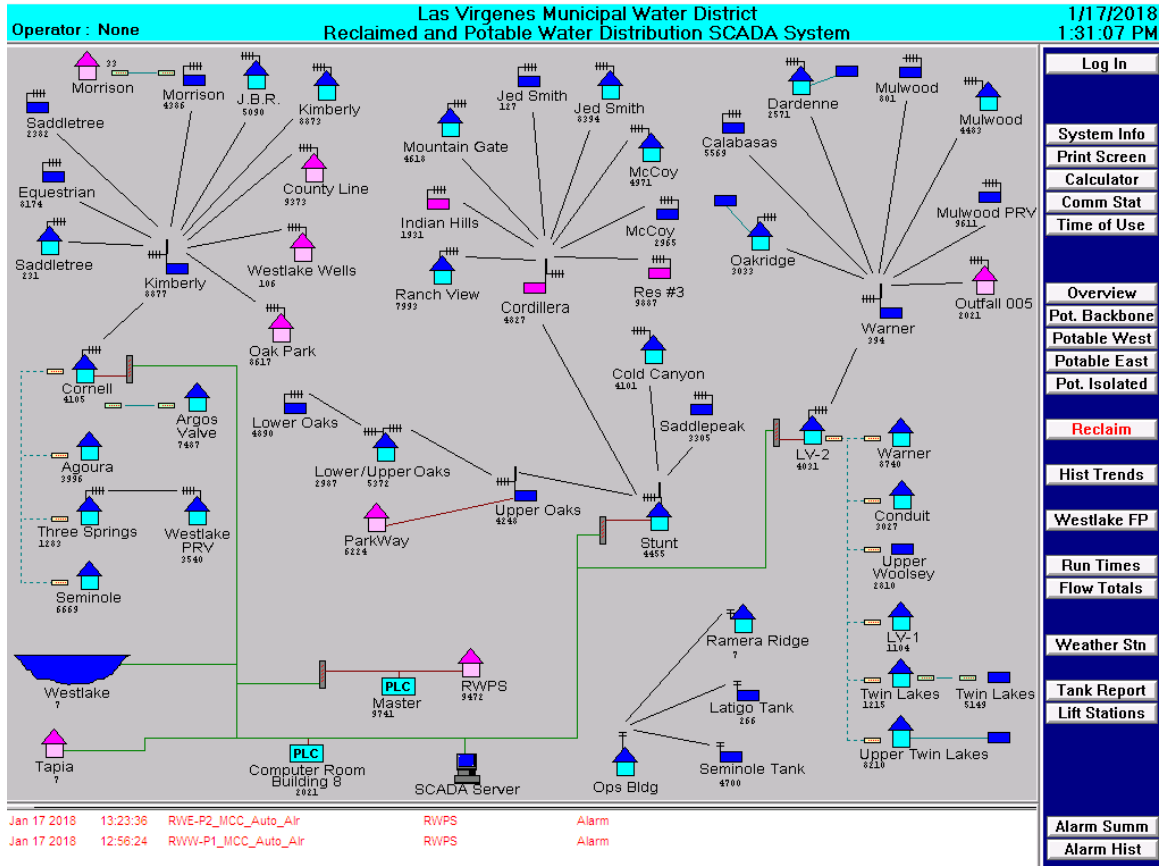 Las Virgenes Municipal Water District
Reclaimed and Potable Water Distribution SCADA System
Operator : None
1/17/2018
1:31:07 PM
Morrison
33
Morrison
4386
J.B.R.
5090
Kimberly
8873
Saddletree
2382
Equestrian
8174
County Line
9373
Saddletree
231
Kimberly
8877
Westlake Wells
106
Oak Park
8617
Jed Smith
127
Jed Smith
8394
Mountain Gate
4618
McCoy
4971
Indian Hills
1931
McCoy
2965
Ranch View
7993
Cordillera
4827
Res #3
9887
Dardenne
2571
Mulwood
801
Mulwood
4483
Calabasas
5569
Mulwood PRV
9611
Oakridge
3033
Outfall 005
2021
Warner
394
Cornell
4105
Argos
Valve
7487
Agoura
3996
Three Springs
1283
Westlake
PRV
3540
Seminole
6669
Lower Oaks
4890
Lower/Upper Oaks
2987 5372
ParkWay
6224
Upper Oaks
4248
Cold Canyon
4101
Saddlepeak
3305
Stunt
4455
LV-2
4031
Warner
8740
Conduit
3027
Upper
Woolsey
2810
LV-1
1104
Twin Lakes
1215
Twin Lakes
5149
Upper Twin Lakes
8210
Westlake
7
Tapia
7
PLC
Master
9741
RWPS
9472
PLC
Computer Room
Building 8
2021
SCADA Server
Ramera Ridge
7
Latigo Tank
266
Ops Bldg
Seminole Tank
4700
Log In
System Info
Print Screen
Calculator
Comm Stat
Time of Use
Overview
Pot. Backbone
Potable West
Potable East
Pot. Isolated
Reclaim
Hist Trends
Westlake FP
Run Times
Flow Totals
Weather Stn
Tank Report
Lift Stations
Alarm Summ
Alarm Hist
Jan 17 2018 13:23:36 RWE-P2_MCC_Auto_Alr RWPS Alarm
Jan 17 2018 12:56:24 RWW-P1_MCC_Auto_Alr RWPS Alarm